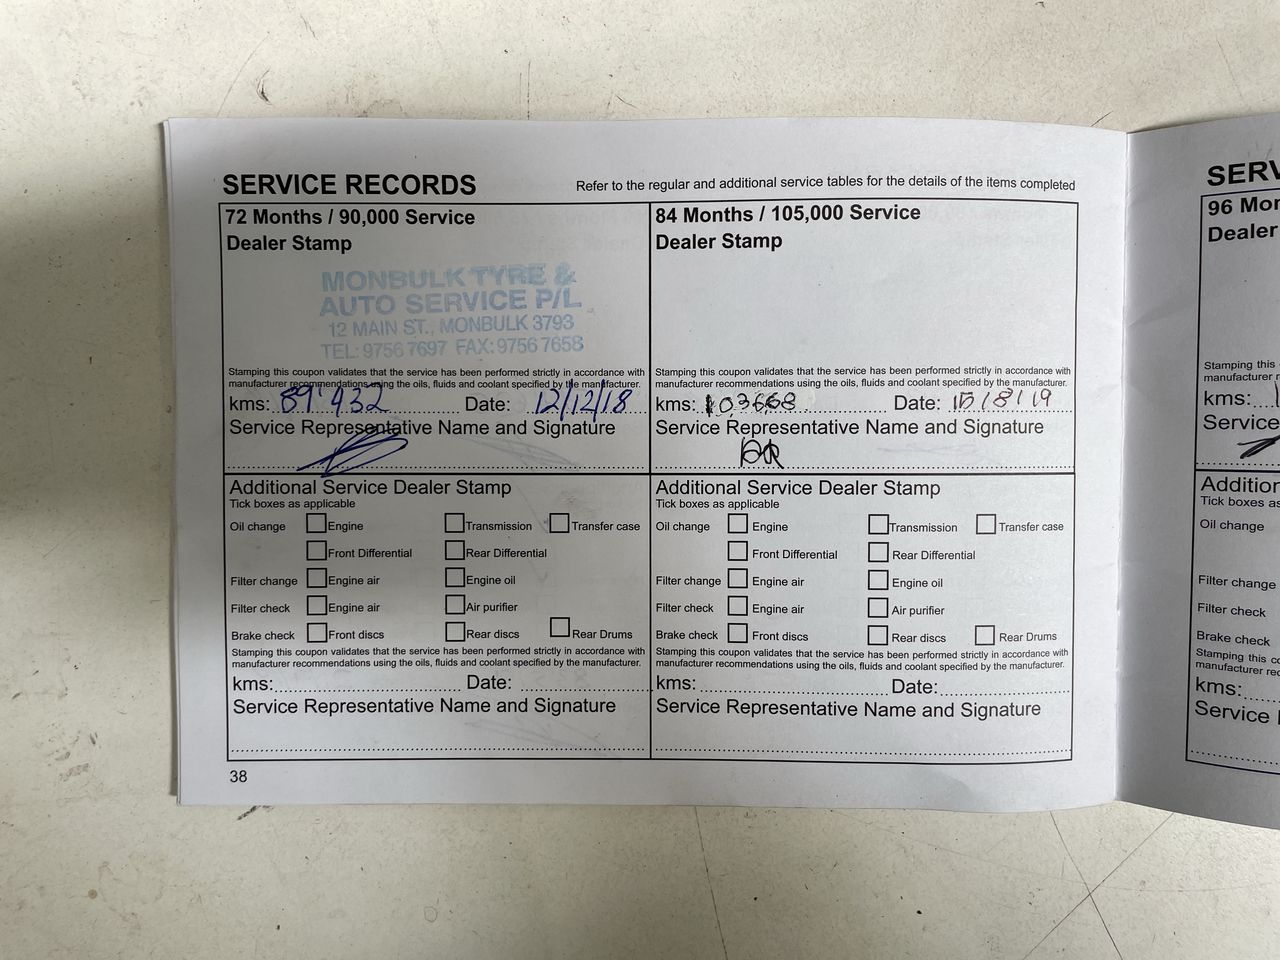 SERVICE RECORDS
Refer to the regular and additional service tables for the details of the items completed
72 Months / 90,000 Service
Dealer Stamp
MONBULK TYRE &
AUTO SERVICE P/L
12 MAIN ST., MONBULK 3793
TEL: 9756 7697 FAX: 9756 7658
Stamping this coupon validates that the service has been performed strictly in accordance with
manufacturer recommendations using the oils, fluids and coolant specified by the manufacturer.
kms: 89'932 Date: 12/12/18
Service Representative Name and Signature
Additional Service Dealer Stamp
Tick boxes as applicable
Oil change Engine Transmission Transfer case
Front Differential Rear Differential
Filter change Engine air Engine oil
Filter check Engine air Air purifier
Brake check Front discs Rear discs Rear Drums
Stamping this coupon validates that the service has been performed strictly in accordance with
manufacturer recommendations using the oils, fluids and coolant specified by the manufacturer.
kms: Date:
Service Representative Name and Signature
84 Months / 105,000 Service
Dealer Stamp
Stamping this coupon validates that the service has been performed strictly in accordance with
manufacturer recommendations using the oils, fluids and coolant specified by the manufacturer.
kms: 103668 Date: 15/8/19
Service Representative Name and Signature
Additional Service Dealer Stamp
Tick boxes as applicable
Oil change Engine Transmission Transfer case
Front Differential Rear Differential
Filter change Engine air Engine oil
Filter check Engine air Air purifier
Brake check Front discs Rear discs Rear Drums
Stamping this coupon validates that the service has been performed strictly in accordance with
manufacturer recommendations using the oils, fluids and coolant specified by the manufacturer.
kms: Date:
Service Representative Name and Signature
38
SERV
96 Mon
Dealer
Stamping this
manufacturer r
kms:
Service
Addition
Tick boxes as
Oil change
Filter change
Filter check
Brake check
Stamping this co
manufacturer rec
kms:
Service